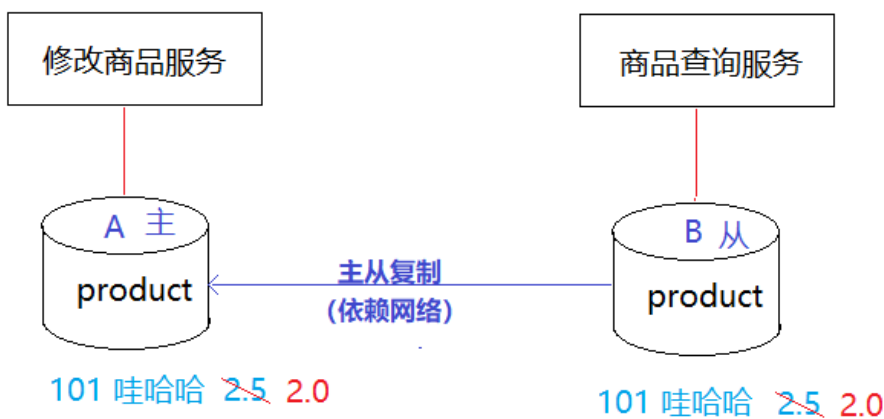 修改商品服务
商品查询服务
A 主
B 从
product
主从复制
(依赖网络)
product
101 哇哈哈 2.5 2.0
101 哇哈哈 2.5 2.0